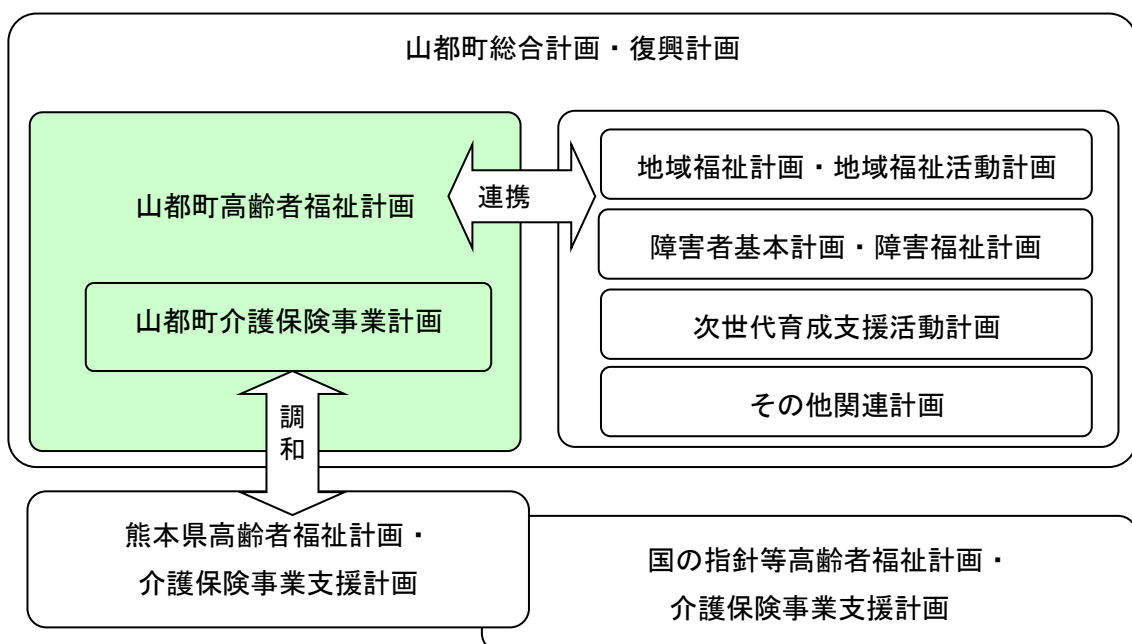 山都町総合計画・復興計画
山都町高齢者福祉計画
連携
地域福祉計画・地域福祉活動計画
障害者基本計画・障害福祉計画
山都町介護保険事業計画
次世代育成支援活動計画
その他関連計画
調和
熊本県高齢者福祉計画・
介護保険事業支援計画
国の指針等高齢者福祉計画・
介護保険事業支援計画